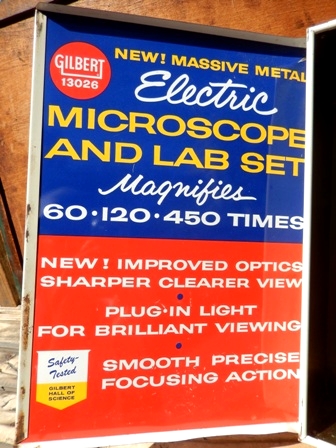 GILBERT
13026
NEW! MASSIVE METAL
Electric
MICROSCOPE
AND LAB SET
Magnifies
60·120·450 TIMES
NEW! IMPROVED OPTICS
SHARPER CLEARER VIEW
PLUG-IN LIGHT
FOR BRILLIANT VIEWING
SMOOTH PRECISE
FOCUSING ACTION
Safety-
Tested
GILBERT
HALL OF
SCIENCE